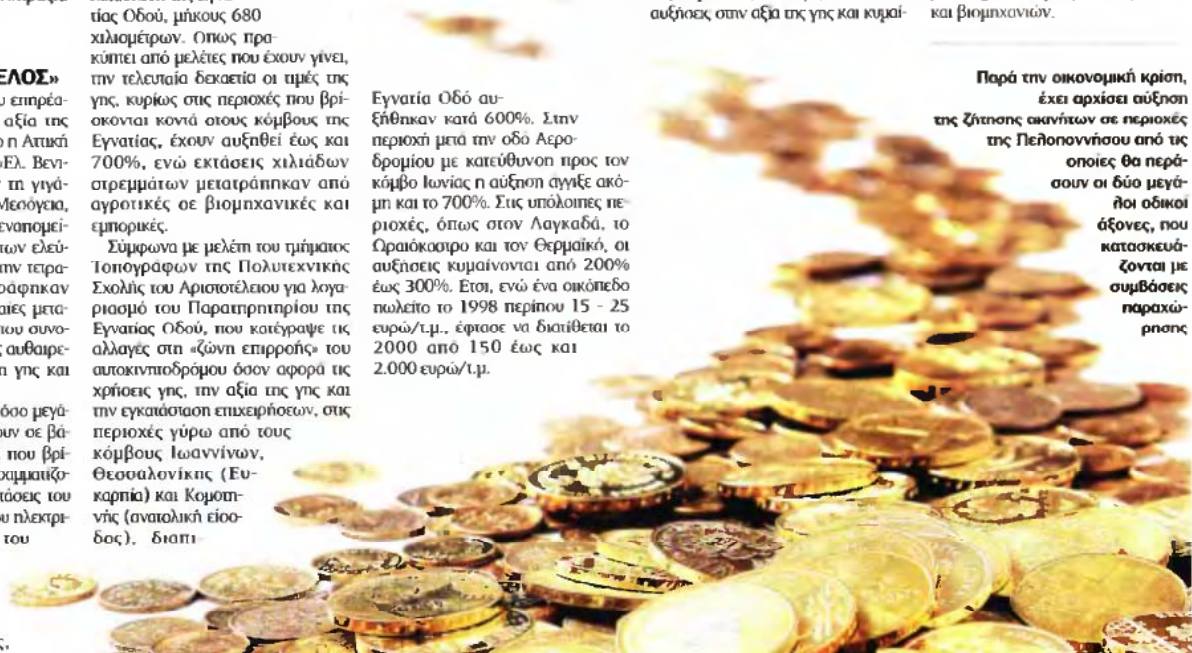 ΕΛΟΣ»
υ επηρέα-
αξία της
ο η Αττική
«Ελ. Βενι-
τη γιγά-
Μεσόγεια,
εναπομεί-
των ελεύ-
την τετρα-
ράφηκαν
αίες μετα-
που συνο-
ς αυθαιρε-
η γης και
όσο μεγά-
ουν σε βά-
που βρί-
ραμματίζο-
τάσεις του
ου ηλεκτρι-
του
ς,
τίας Οδού, μήκους 680
χιλιομέτρων. Οπως προ-
κύπτει από μελέτες που έχουν γίνει,
την τελευταία δεκαετία οι τιμές της
γης, κυρίως στις περιοχές που βρί-
σκονται κοντά στους κόμβους της
Εγνατίας, έχουν αυξηθεί έως και
700%, ενώ εκτάσεις χιλιάδων
στρεμμάτων μετατράπηκαν από
αγροτικές σε βιομηχανικές και
εμπορικές.
Σύμφωνα με μελέτη του τμήματος
Τοπογράφων της Πολυτεχνικής
Σχολής του Αριστοτέλειου για λογα-
ριασμό του Παρατηρητηρίου της
Εγνατίας Οδού, που κατέγραψε τις
αλλαγές στη «ζώνη επιρροής» του
αυτοκινητοδρόμου όσον αφορά τις
χρήσεις γης, την αξία της γης και
την εγκατάσταση επιχειρήσεων, στις
περιοχές γύρω από τους
κόμβους Ιωαννίνων,
Θεσσαλονίκης (Ευ-
καρπία) και Κομοτη-
νής (ανατολική είσο-
δος), διαπι-
Εγνατία Οδό αυ-
ξήθηκαν κατά 600%. Στην
περιοχή μετά την οδό Αερο-
δρομίου με κατεύθυνση προς τον
κόμβο Ιωνίας η αύξηση άγγιξε ακό-
μη και το 700%. Στις υπόλοιπες πε-
ριοχές, όπως στον Λαγκαδά, το
Ωραιόκαστρο και τον Θερμαϊκό, οι
αυξήσεις κυμαίνονται από 200%
έως 300%. Ετσι, ενώ ένα οικόπεδο
πωλείτο το 1998 περίπου 15 - 25
ευρώ/τ.μ., έφτασε να διατίθεται το
2000 από 150 έως και
2.000 ευρώ/τ.μ.
αυξήσεις στην αξία της γης και κυμαί-
και βιομηχανιών.
Παρά την οικονομική κρίση,
έχει αρχίσει αύξηση
της ζήτησης ακινήτων σε περιοχές
της Πελοποννήσου από τις
οποίες θα περά-
σουν οι δύο μεγά-
λοι οδικοί
άξονες, που
κατασκευά-
ζονται με
συμβάσεις
παραχώ-
ρησης